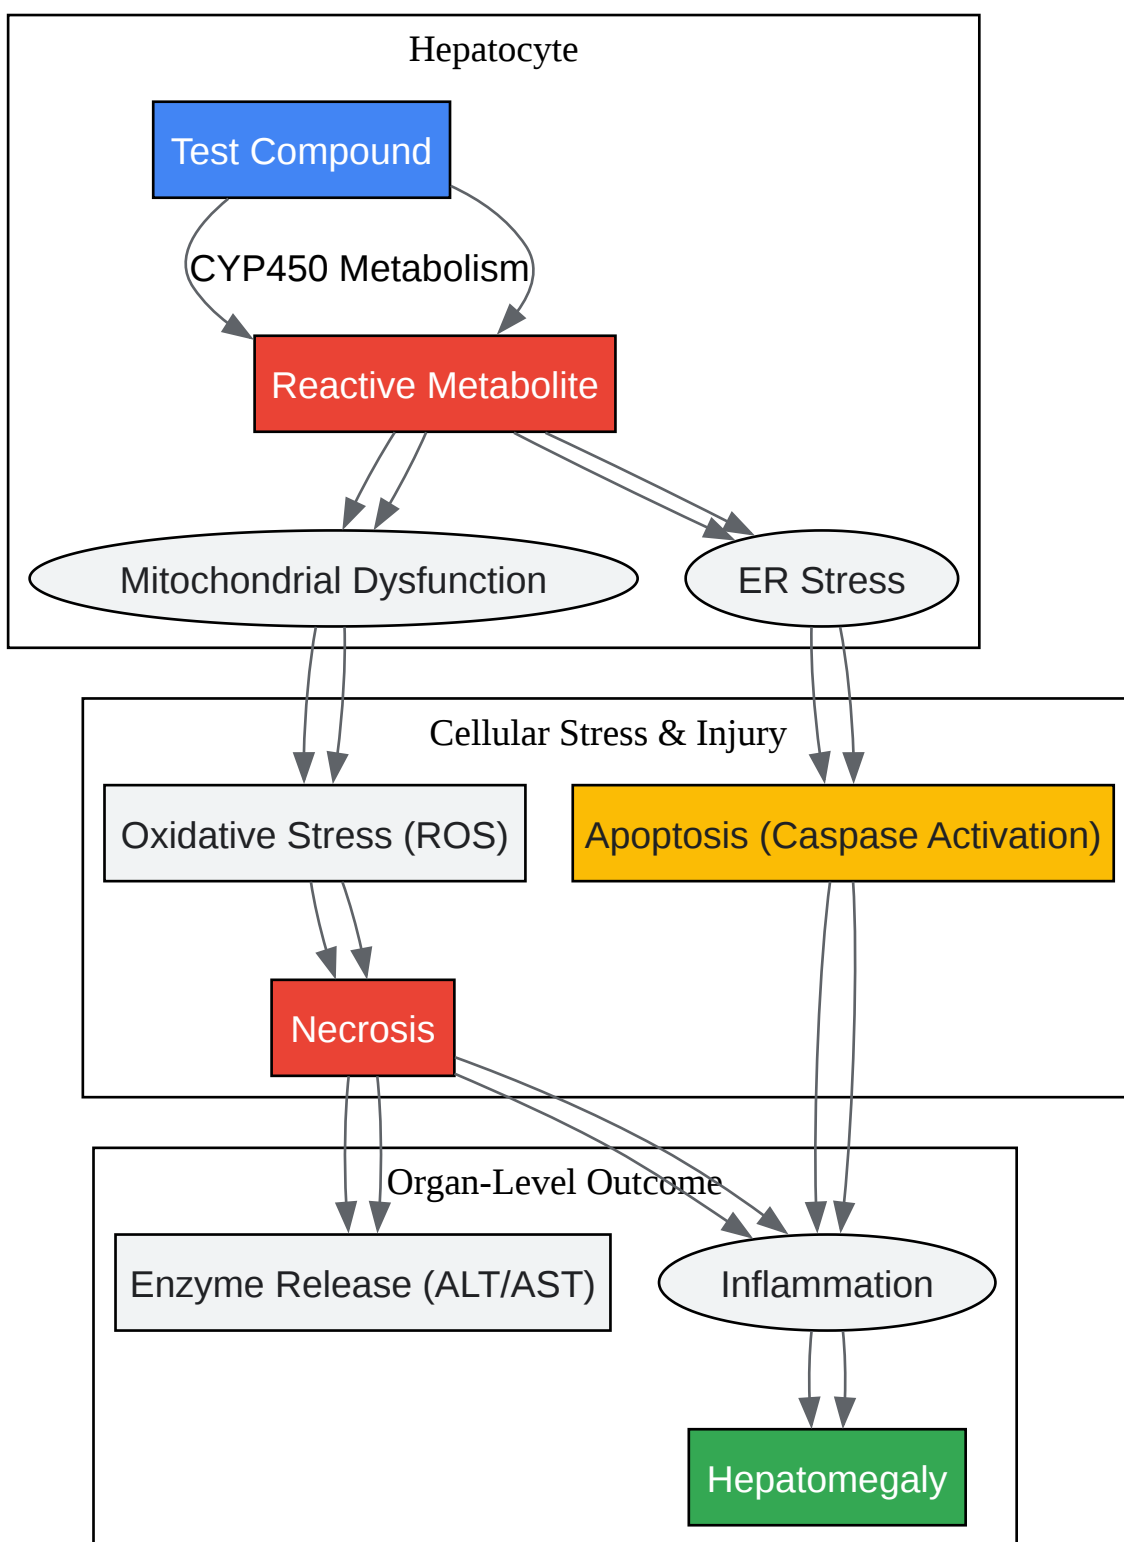 Hepatocyte
Test Compound
CYP450 Metabolism
Reactive Metabolite
Mitochondrial Dysfunction
ER Stress
Cellular Stress & Injury
Oxidative Stress (ROS)
Apoptosis (Caspase Activation)
Necrosis
Organ-Level Outcome
Enzyme Release (ALT/AST)
Inflammation
Hepatomegaly